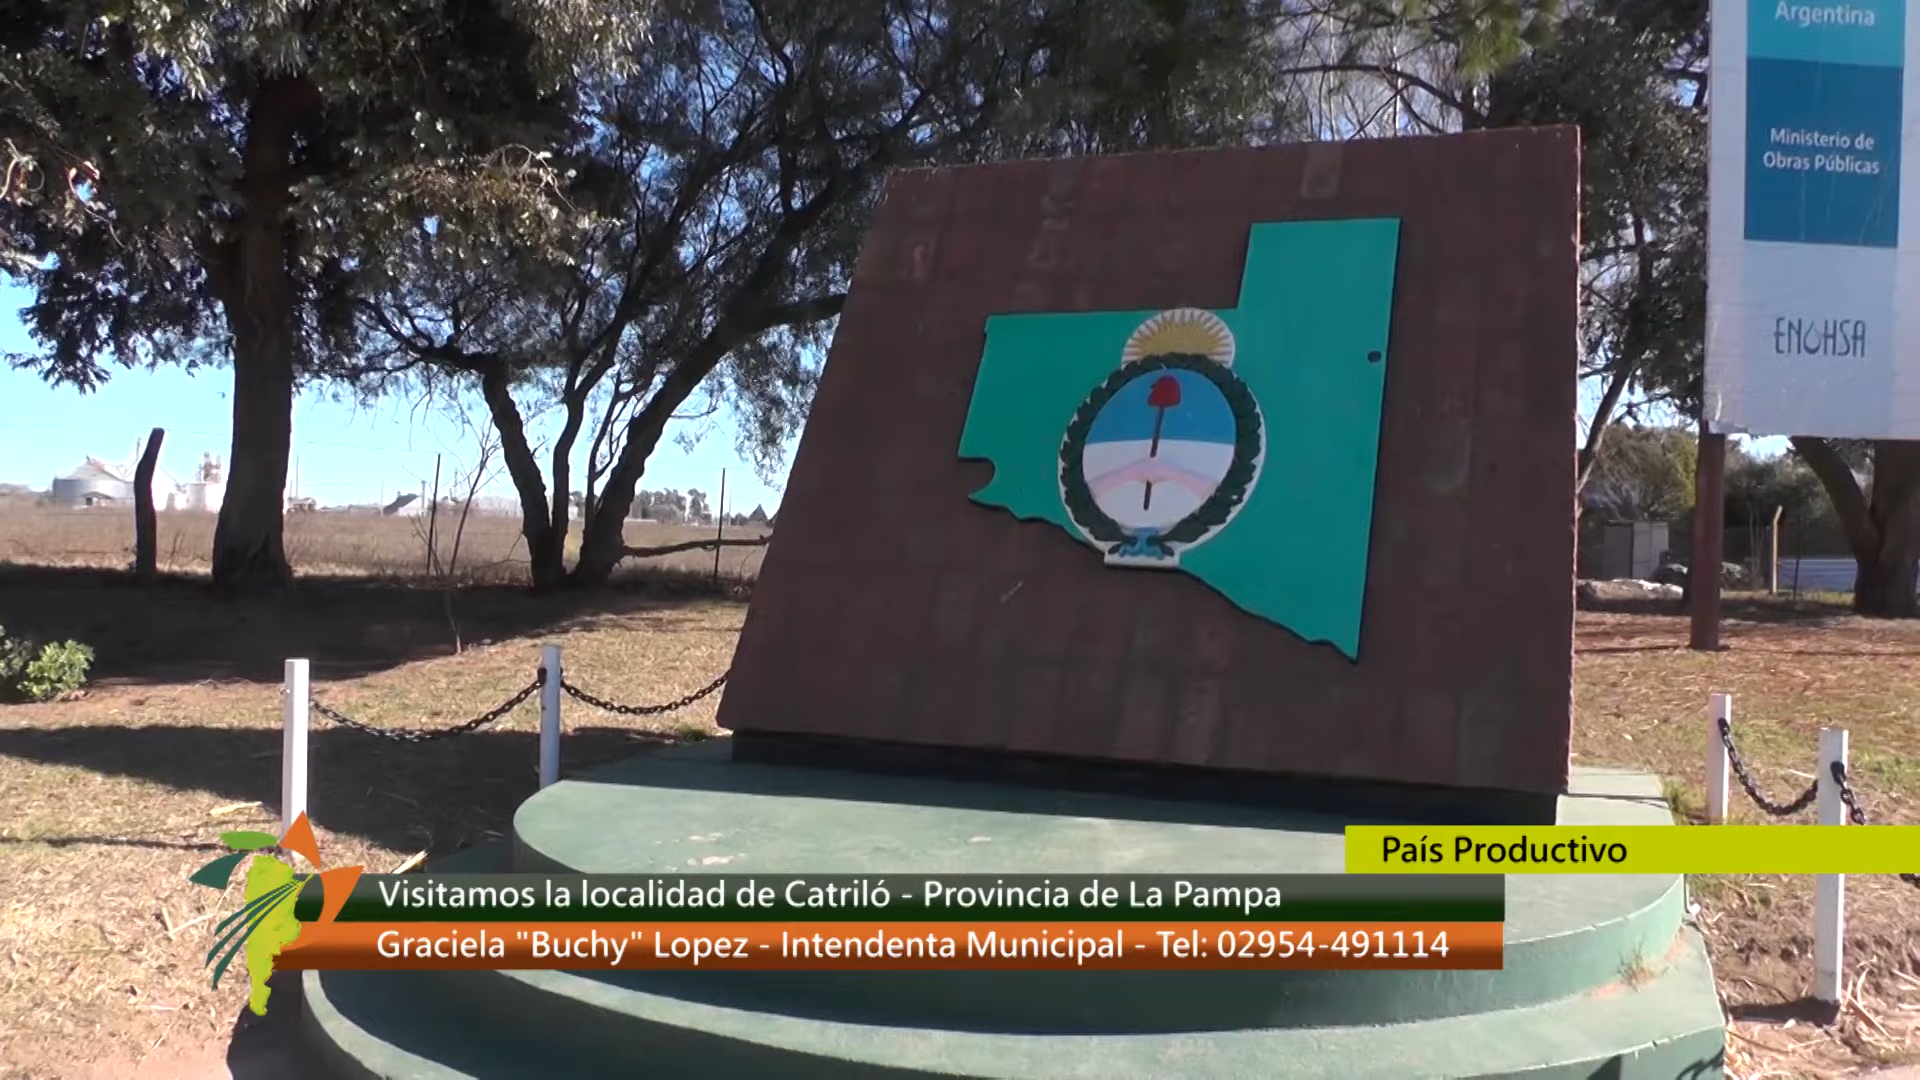 Argentina
Ministerio de
Obras Públicas
ENOHSA
País Productivo
Visitamos la localidad de Catriló - Provincia de La Pampa
Graciela "Buchy" Lopez - Intendenta Municipal - Tel: 02954-491114